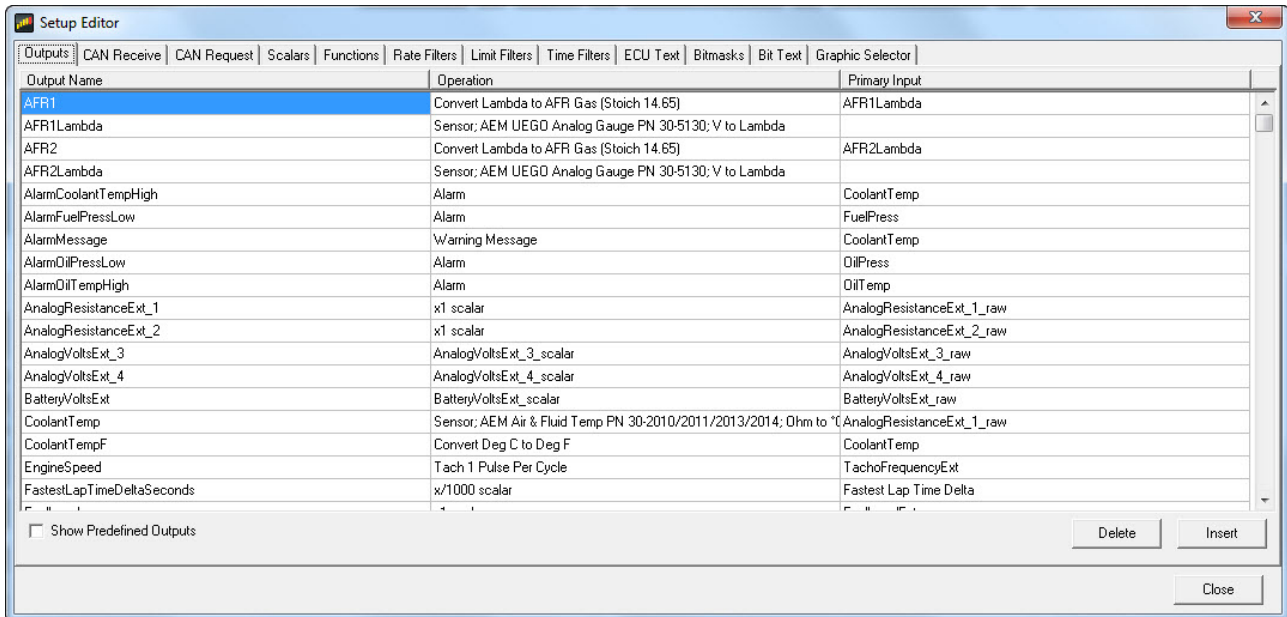 Setup Editor
Outputs CAN Receive CAN Request Scalars Functions Rate Filters Limit Filters Time Filters ECU Text Bitmasks Bit Text Graphic Selector
Output Name Operation Primary Input
AFR1 Convert Lambda to AFR Gas (Stoich 14.65) AFR1Lambda
AFR1Lambda Sensor; AEM UEGO Analog Gauge PN 30-5130; V to Lambda
AFR2 Convert Lambda to AFR Gas (Stoich 14.65) AFR2Lambda
AFR2Lambda Sensor; AEM UEGO Analog Gauge PN 30-5130; V to Lambda
AlarmCoolantTempHigh Alarm CoolantTemp
AlarmFuelPressLow Alarm FuelPress
AlarmMessage Warning Message CoolantTemp
AlarmOilPressLow Alarm OilPress
AlarmOilTempHigh Alarm OilTemp
AnalogResistanceExt_1 x1 scalar AnalogResistanceExt_1_raw
AnalogResistanceExt_2 x1 scalar AnalogResistanceExt_2_raw
AnalogVoltsExt_3 AnalogVoltsExt_3_scalar AnalogVoltsExt_3_raw
AnalogVoltsExt_4 AnalogVoltsExt_4_scalar AnalogVoltsExt_4_raw
BatteryVoltsExt BatteryVoltsExt_scalar BatteryVoltsExt_raw
CoolantTemp Sensor; AEM Air & Fluid Temp PN 30-2010/2011/2013/2014; Ohm to AnalogResistanceExt_1_raw
CoolantTempF Convert Deg C to Deg F CoolantTemp
EngineSpeed Tach 1 Pulse Per Cycle TachoFrequencyExt
FastestLapTimeDeltaSeconds x/1000 scalar Fastest Lap Time Delta
Show Predefined Outputs Delete Insert
Close